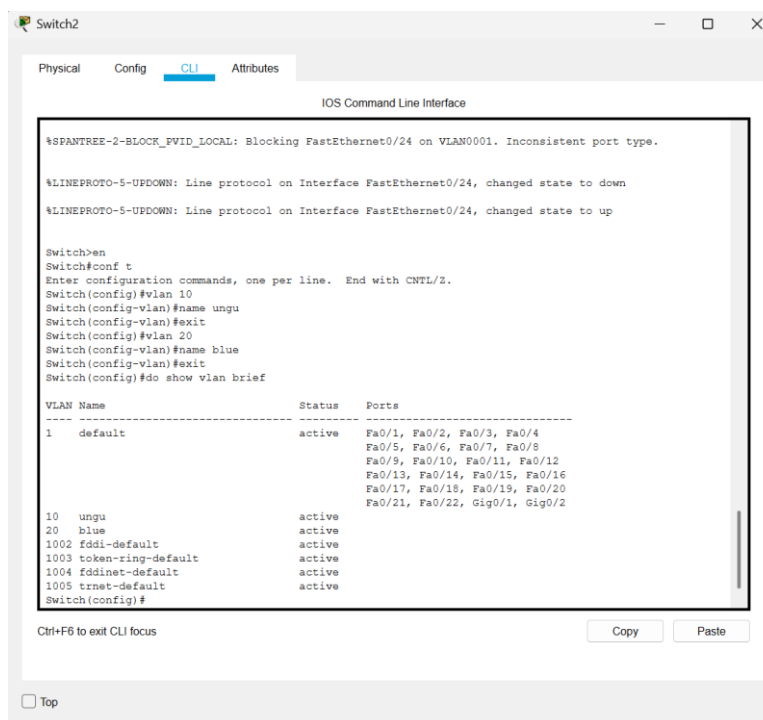 Switch2
Physical Config CLI Attributes
IOS Command Line Interface
%SPANTREE-2-BLOCK_PVID_LOCAL: Blocking FastEthernet0/24 on VLAN0001. Inconsistent port type.
%LINEPROTO-5-UPDOWN: Line protocol on Interface FastEthernet0/24, changed state to down
%LINEPROTO-5-UPDOWN: Line protocol on Interface FastEthernet0/24, changed state to up
Switch>en
Switch#conf t
Enter configuration commands, one per line.  End with CNTL/Z.
Switch(config)#vlan 10
Switch(config-vlan)#name ungu
Switch(config-vlan)#exit
Switch(config)#vlan 20
Switch(config-vlan)#name blue
Switch(config-vlan)#exit
Switch(config)#do show vlan brief
VLAN Name                             Status    Ports
---- -------------------------------- --------- -------------------------------
1    default                          active    Fa0/1, Fa0/2, Fa0/3, Fa0/4
                                                Fa0/5, Fa0/6, Fa0/7, Fa0/8
                                                Fa0/9, Fa0/10, Fa0/11, Fa0/12
                                                Fa0/13, Fa0/14, Fa0/15, Fa0/16
                                                Fa0/17, Fa0/18, Fa0/19, Fa0/20
                                                Fa0/21, Fa0/22, Gig0/1, Gig0/2
10   ungu                             active
20   blue                             active
1002 fddi-default                     active
1003 token-ring-default               active
1004 fddinet-default                  active
1005 trnet-default                    active
Switch(config)#
Ctrl+F6 to exit CLI focus
Copy Paste
Top